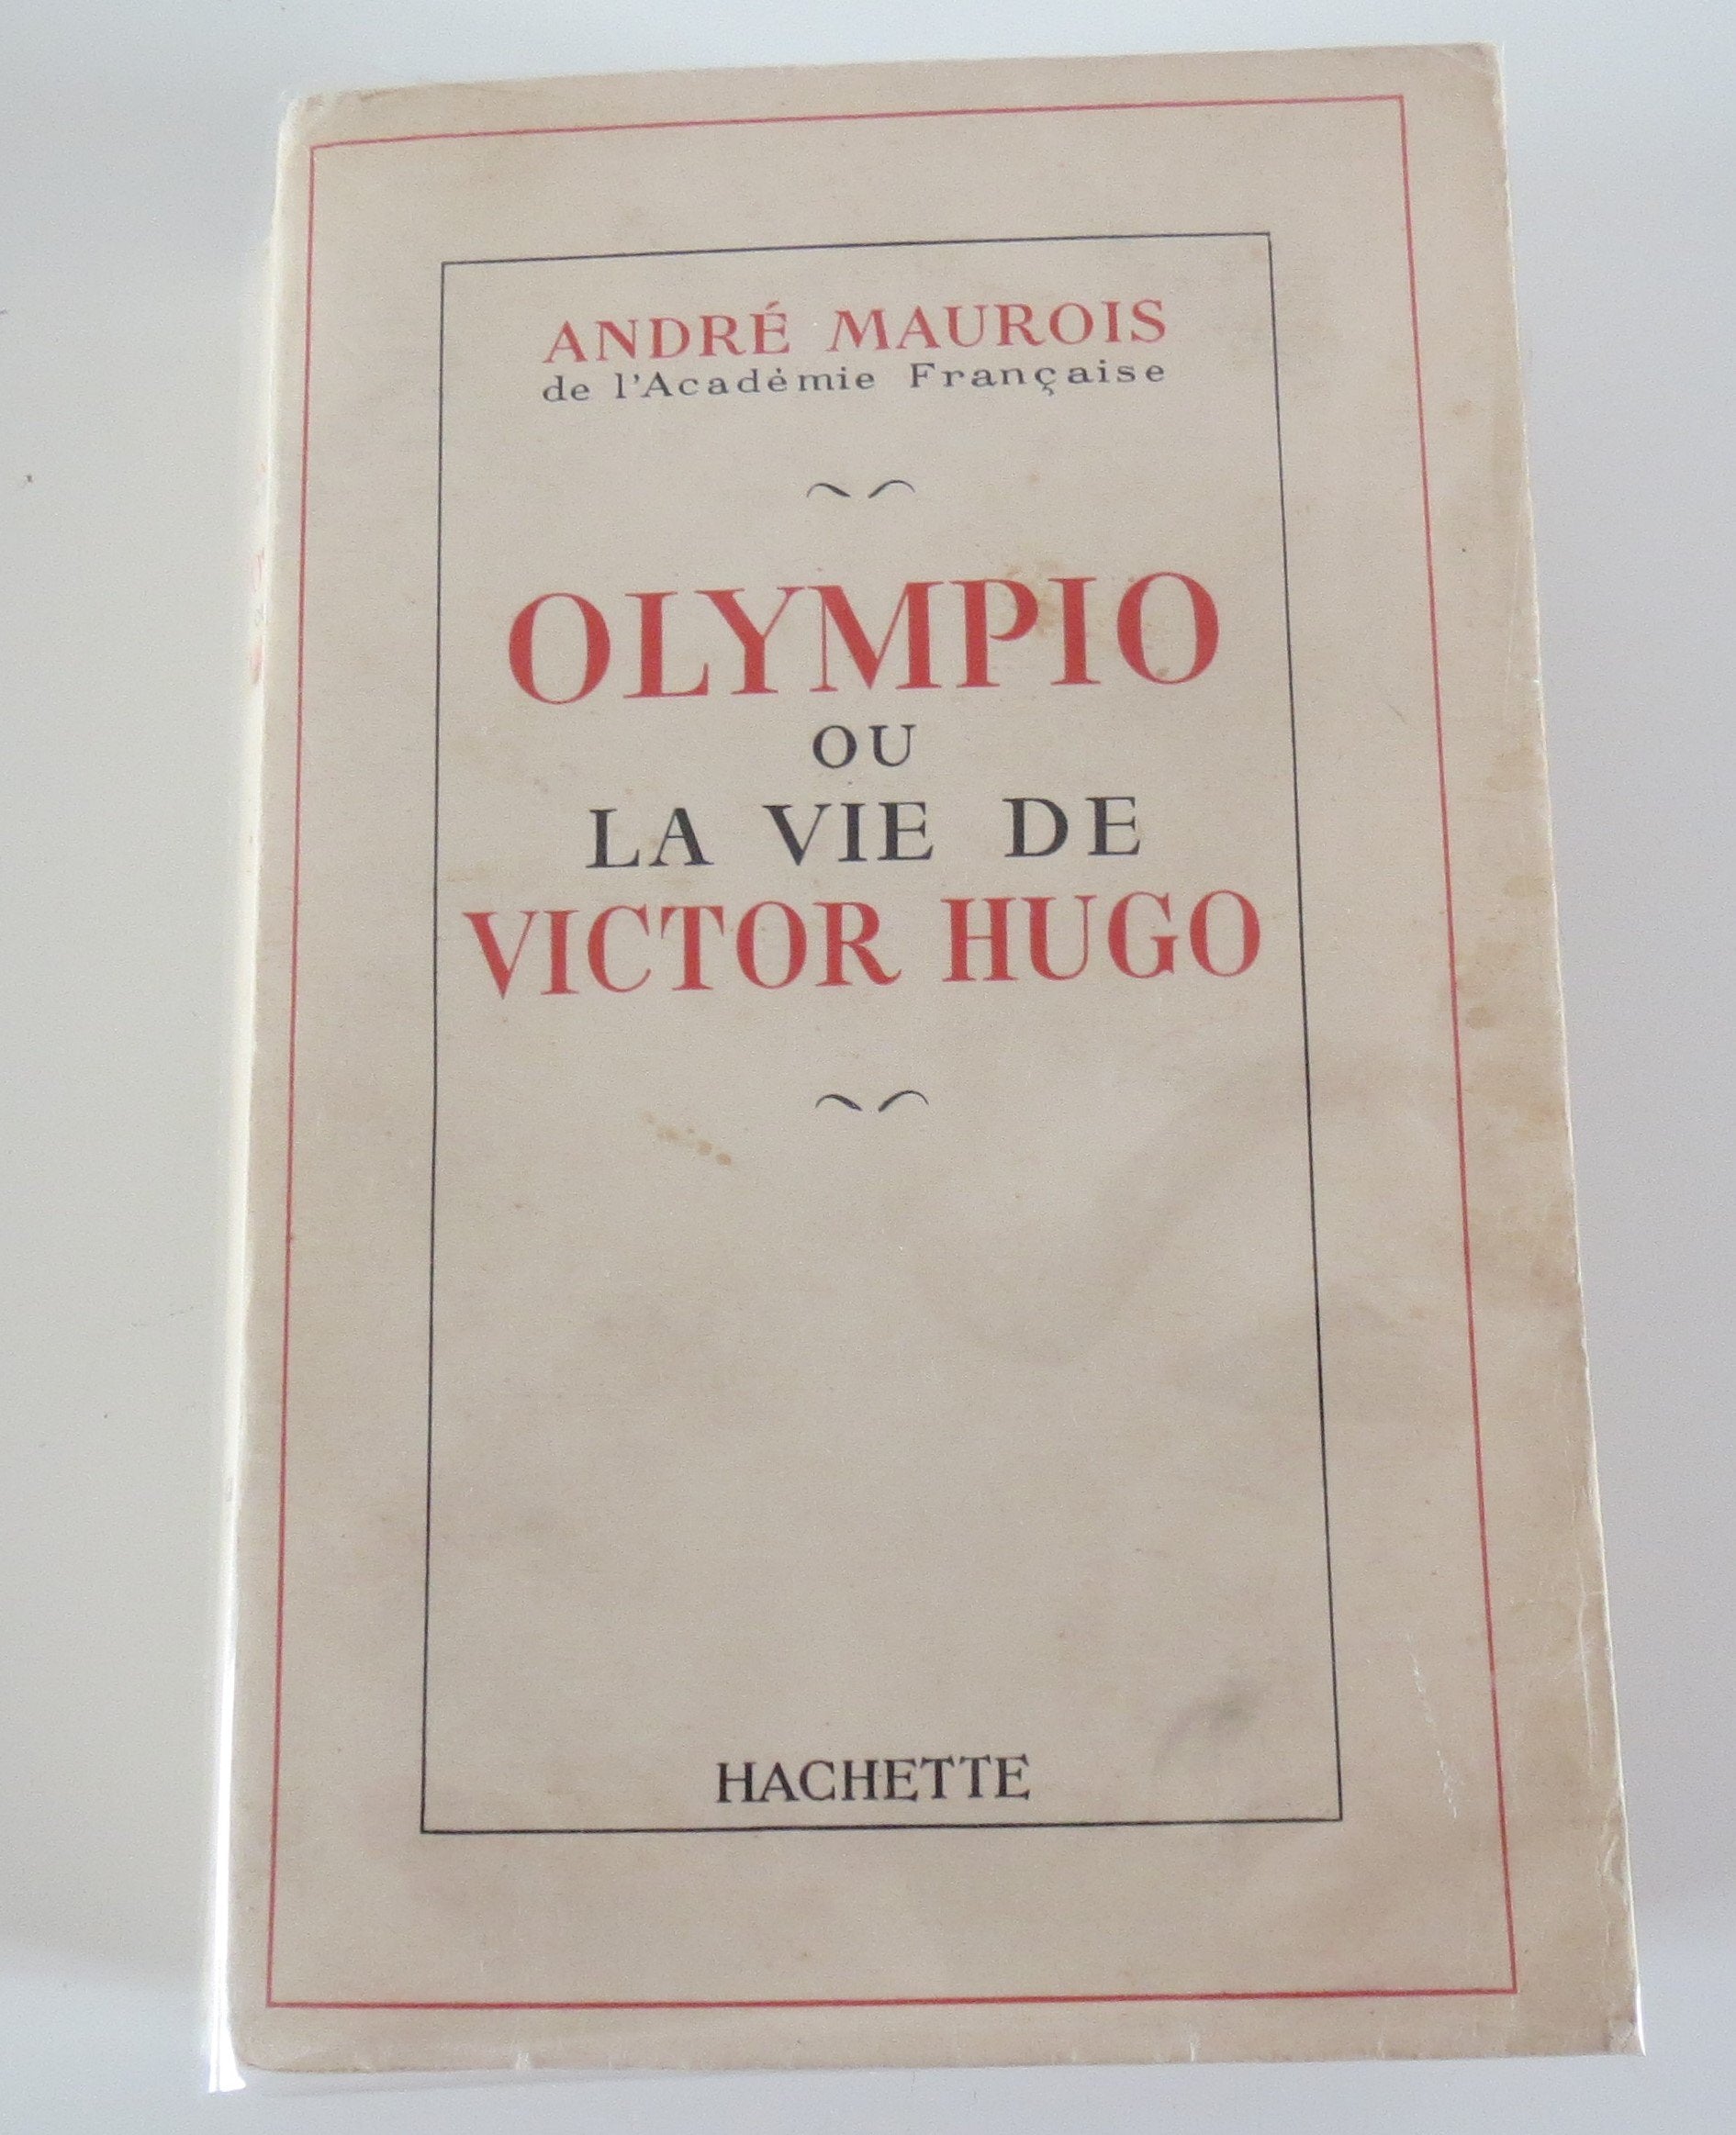 ANDRÉ MAUROIS
de l'Académie Française
OLYMPIO
OU
LA VIE DE
VICTOR HUGO
HACHETTE